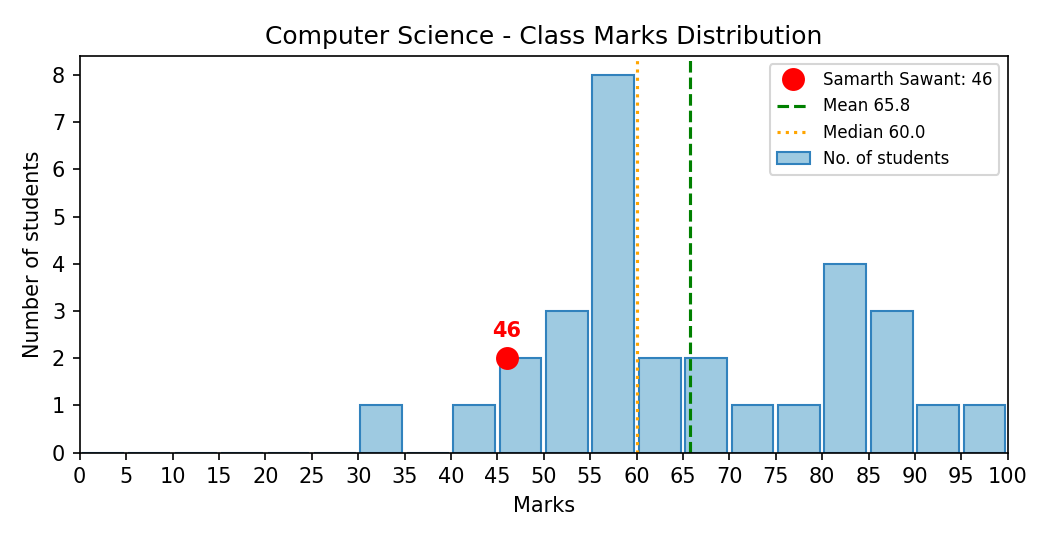 Computer Science - Class Marks Distribution
Number of students
8
7
6
5
4
3
2
1
0
46
Samarth Sawant: 46
Mean 65.8
Median 60.0
No. of students
0 5 10 15 20 25 30 35 40 45 50 55 60 65 70 75 80 85 90 95 100
Marks